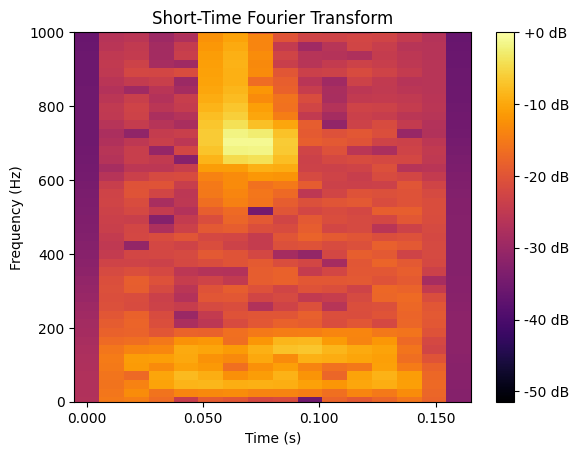 Short-Time Fourier Transform
1000
800
600
400
200
0
Frequency (Hz)
0.000
0.050
0.100
0.150
Time (s)
+0 dB
-10 dB
-20 dB
-30 dB
-40 dB
-50 dB